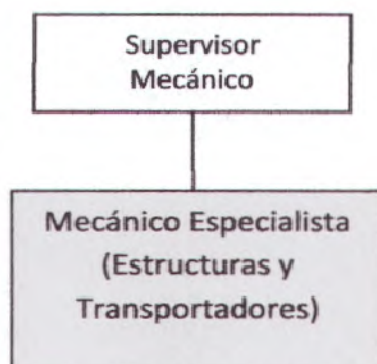 Supervisor
Mecánico
Mecánico Especialista
(Estructuras y
Transportadores)